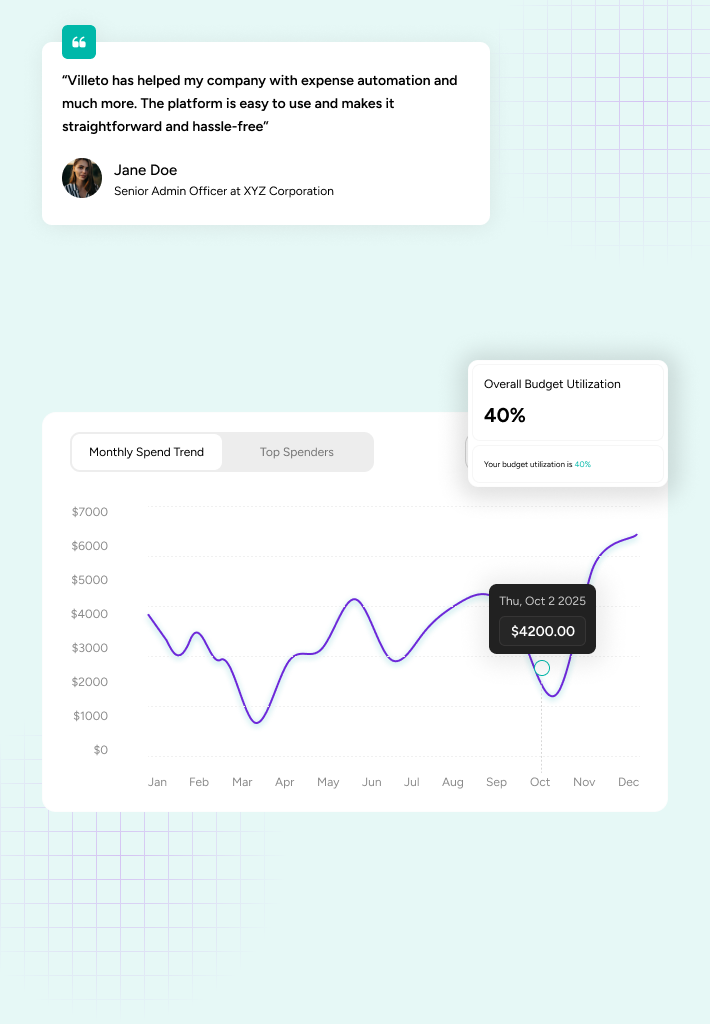 “Villeto has helped my company with expense automation and
much more. The platform is easy to use and makes it
straightforward and hassle-free”
Jane Doe
Senior Admin Officer at XYZ Corporation
Overall Budget Utilization
40%
Your budget utilization is 40%
Monthly Spend Trend
Top Spenders
$7000
$6000
$5000
$4000
$3000
$2000
$1000
$0
Thu, Oct 2 2025
$4200.00
Jan Feb Mar Apr May Jun Jul Aug Sep Oct Nov Dec